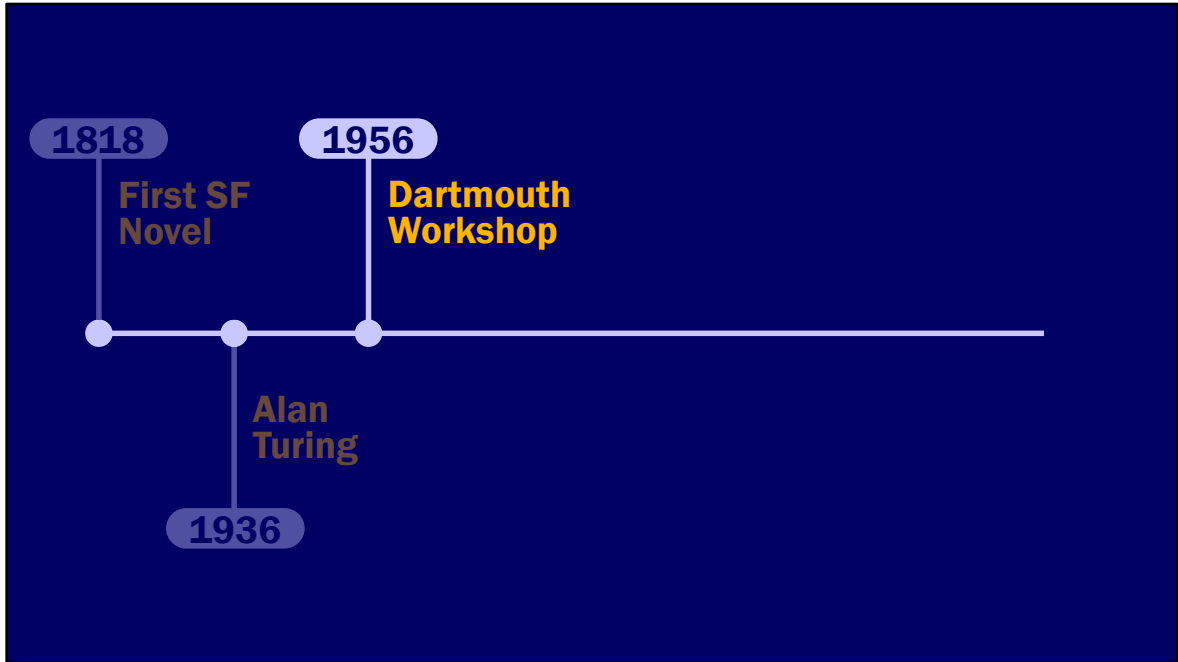 1818
First SF
Novel
1956
Dartmouth
Workshop
Alan
Turing
1936